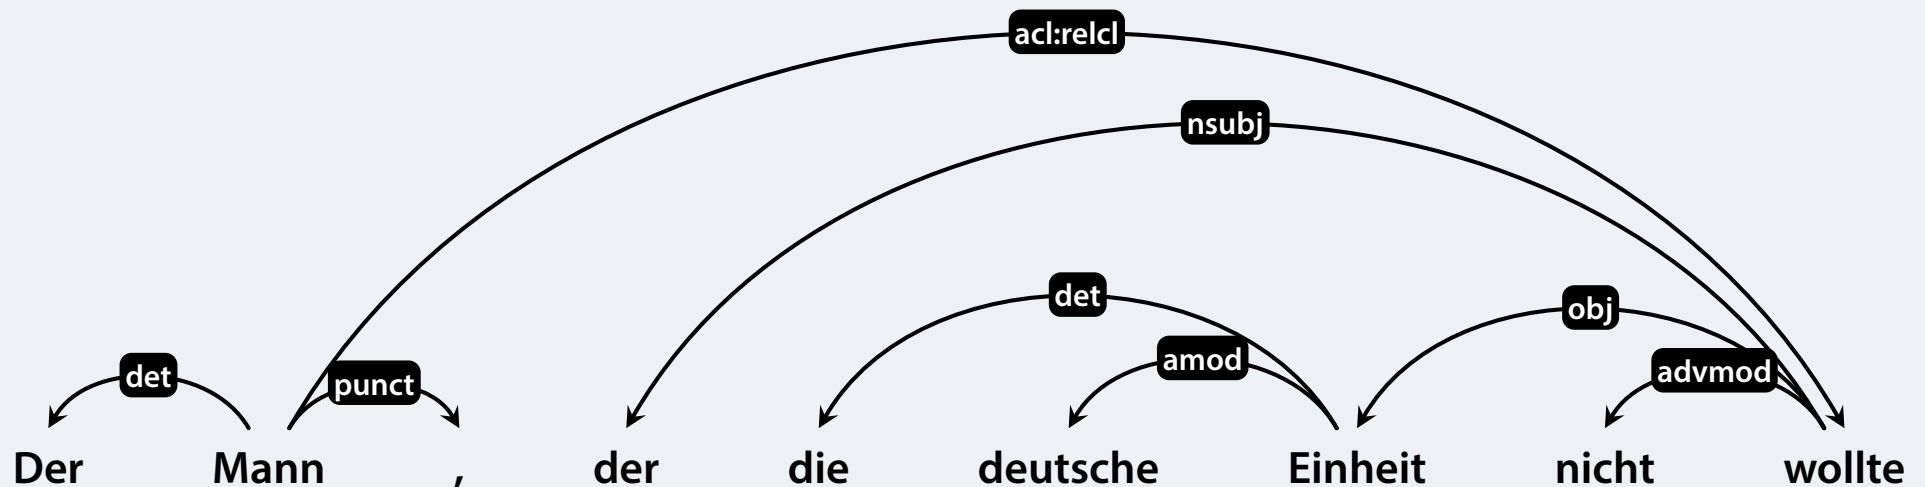 acl:relcl
nsubj
det
obj
amod
advmod
det
punct
Der Mann , der die deutsche Einheit nicht wollte